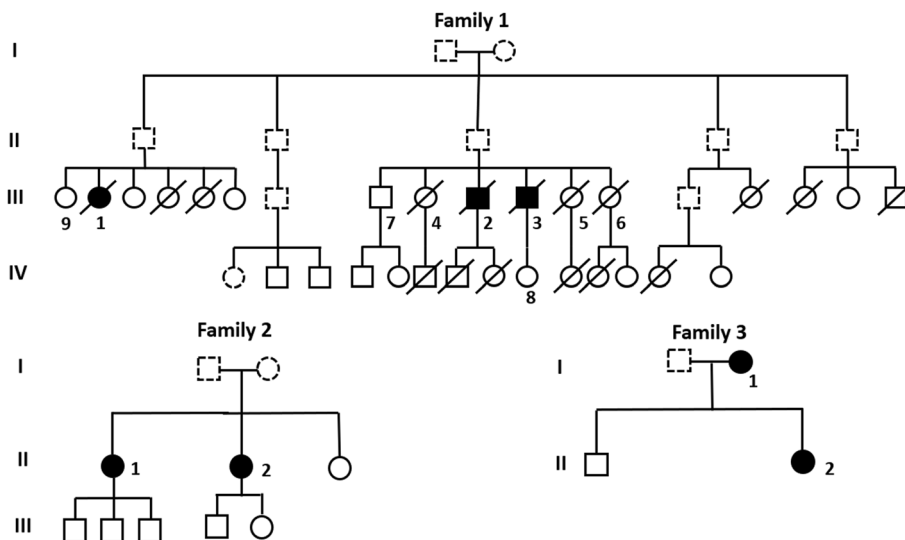 Family 1
I
II
III
9 1 7 4 2 3 5 6
IV
8
Family 2
Family 3
I
I
1
II
1 2
II
2
III